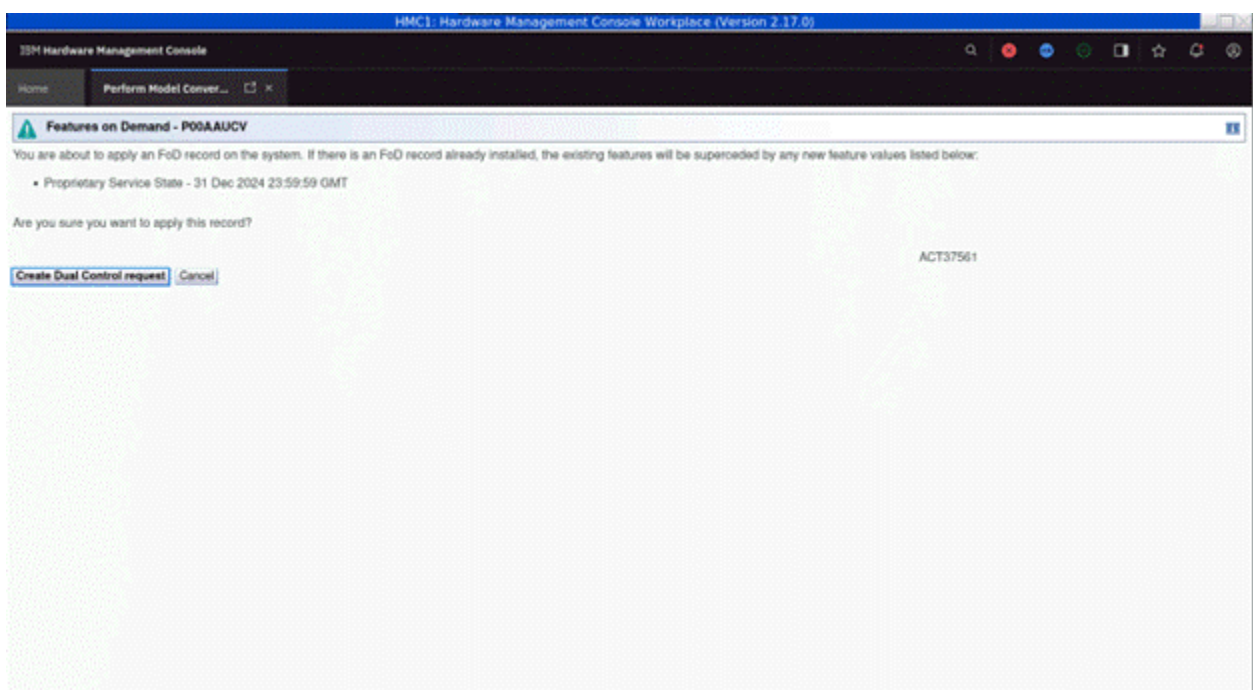 HMC1: Hardware Management Console Workplace (Version 2.17.0)
IBM Hardware Management Console
Home
Perform Model Conver...
Features on Demand - P00AAUCV
You are about to apply an FoD record on the system. If there is an FoD record already installed, the existing features will be superceded by any new feature values listed below:
• Proprietary Service State - 31 Dec 2024 23:59:59 GMT
Are you sure you want to apply this record?
ACT37561
Create Dual Control request Cancel